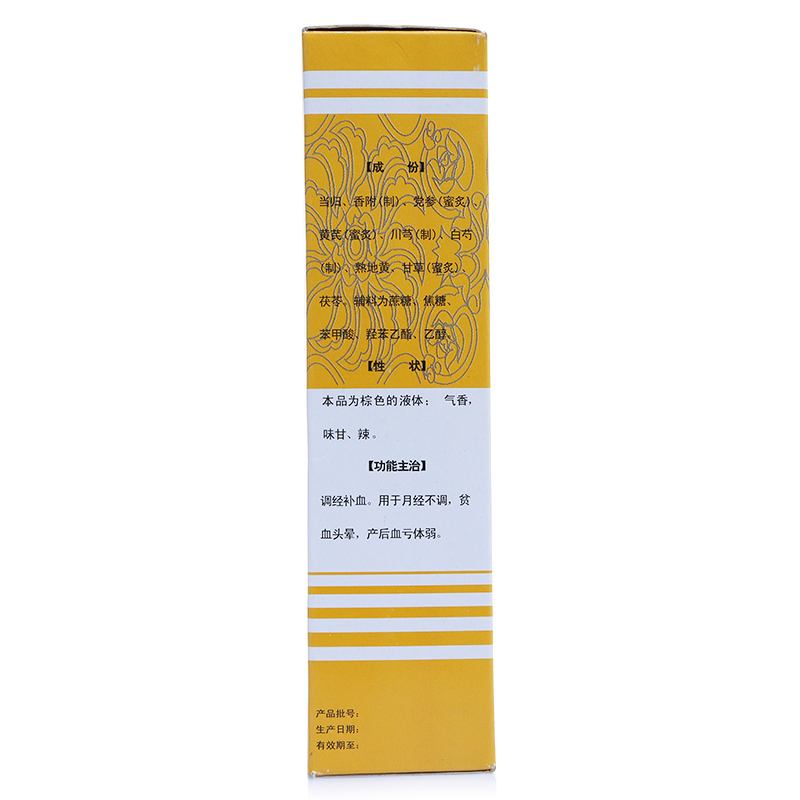 【成 份】
当归、香附(制)、党参(蜜炙)、
黄芪(蜜炙)、川芎(制)、白芍
(制)、熟地黄、甘草(蜜炙)、
茯苓、辅料为蔗糖、焦糖、
苯甲酸、羟苯乙酯、乙醇、
【性 状】
本品为棕色的液体； 气香，
味甘、辣。
【功能主治】
调经补血。用于月经不调，贫
血头晕，产后血亏体弱。
产品批号：
生产日期：
有效期至：